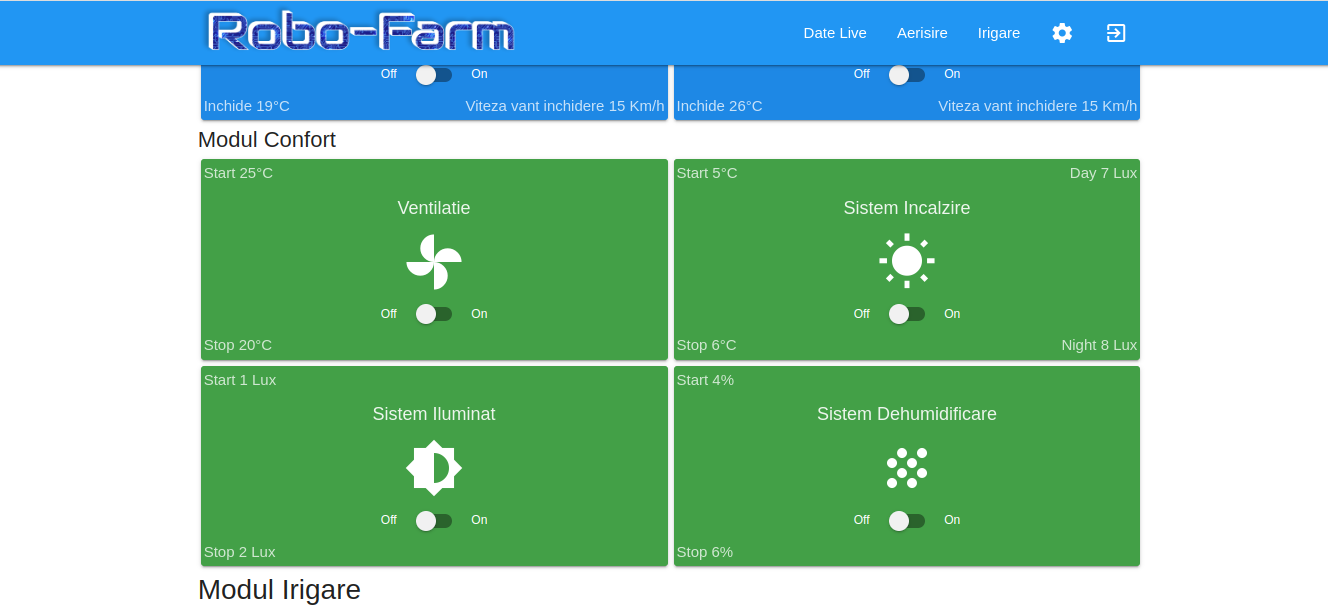 Robo-Farm
Date Live Aerisire Irigare
Off On Off On
Inchide 19°C Viteza vant inchidere 15 Km/h Inchide 26°C Viteza vant inchidere 15 Km/h
Modul Confort
Start 25°C Start 5°C Day 7 Lux
Ventilatie Sistem Incalzire
Off On Off On
Stop 20°C Stop 6°C Night 8 Lux
Start 1 Lux Start 4%
Sistem Iluminat Sistem Dehumidificare
Off On Off On
Stop 2 Lux Stop 6%
Modul Irigare